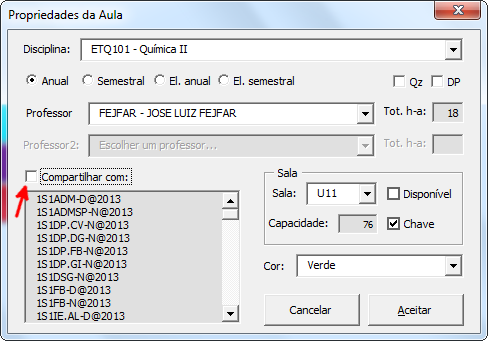 Propriedades da Aula
Disciplina: ETQ101 - Química II
Anual Semestral El. anual El. semestral Qz DP
Professor FEJFAR - JOSE LUIZ FEJFAR Tot. h-a: 18
Professor2: Escolher um professor... Tot. h-a:
Compartilhar com:
1S1ADM-D@2013
1S1ADMSP-N@2013
1S1DP.CV-N@2013
1S1DP.DG-N@2013
1S1DP.FB-N@2013
1S1DP.GI-N@2013
1S1DSG-N@2013
1S1FB-D@2013
1S1FB-N@2013
1S1IE.AL-D@2013
Sala
Sala: U11 Disponível
Capacidade: 76 Chave
Cor: Verde
Cancelar Aceitar